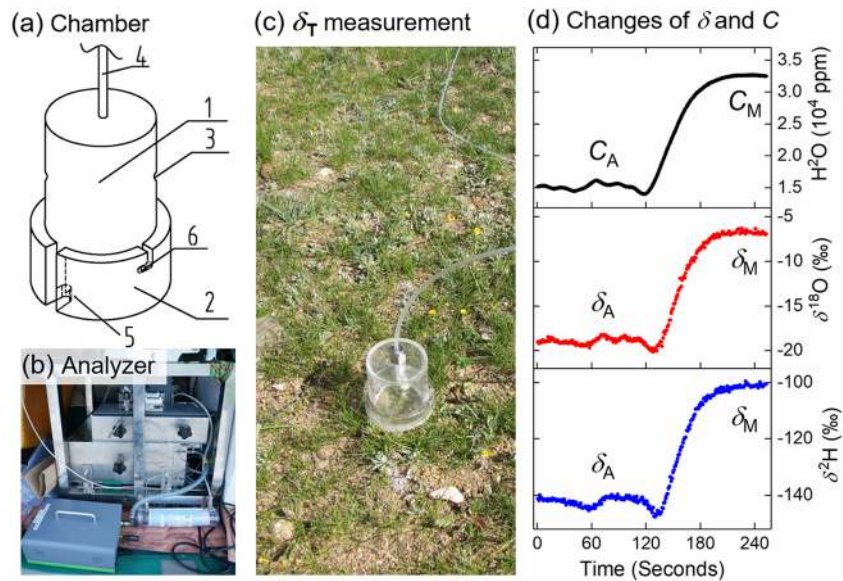 (a) Chamber
4
1
3
6
2
5
(b) Analyzer
(c) δT measurement
(d) Changes of δ and C
3.5
3.0
2.5
2.0
1.5
H²O (10⁴ ppm)
CA
CM
-5
-10
-15
-20
δ¹⁸O (‰)
δA
δM
-100
-120
-140
δ²H (‰)
δA
δM
0 60 120 180 240
Time (Seconds)